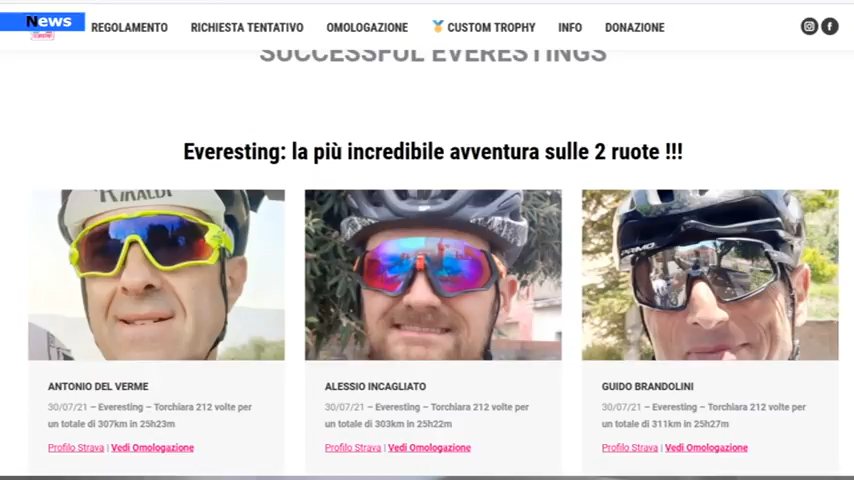 News
REGOLAMENTO RICHIESTA TENTATIVO OMOLOGAZIONE CUSTOM TROPHY INFO DONAZIONE
SUCCESSFUL EVERESTINGS
Everesting: la più incredibile avventura sulle 2 ruote !!!
ANTONIO DEL VERME
30/07/21 – Everesting – Torchiara 212 volte per
un totale di 307km in 25h23m
Profilo Strava | Vedi Omologazione
ALESSIO INCAGLIATO
30/07/21 – Everesting – Torchiara 212 volte per
un totale di 303km in 25h22m
Profilo Strava | Vedi Omologazione
GUIDO BRANDOLINI
30/07/21 – Everesting – Torchiara 212 volte per
un totale di 311km in 25h27m
Profilo Strava | Vedi Omologazione